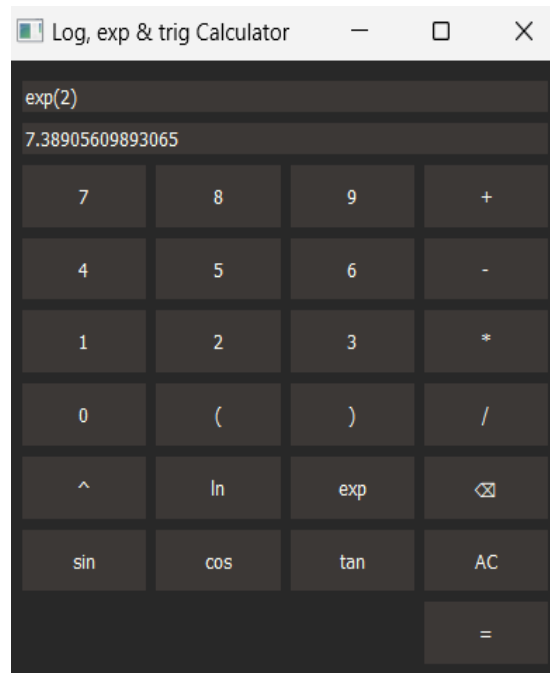 Log, exp & trig Calculator
exp(2)
7.38905609893065
7 8 9 +
4 5 6 -
1 2 3 *
0 ( ) /
^ ln exp ⌫
sin cos tan AC
=